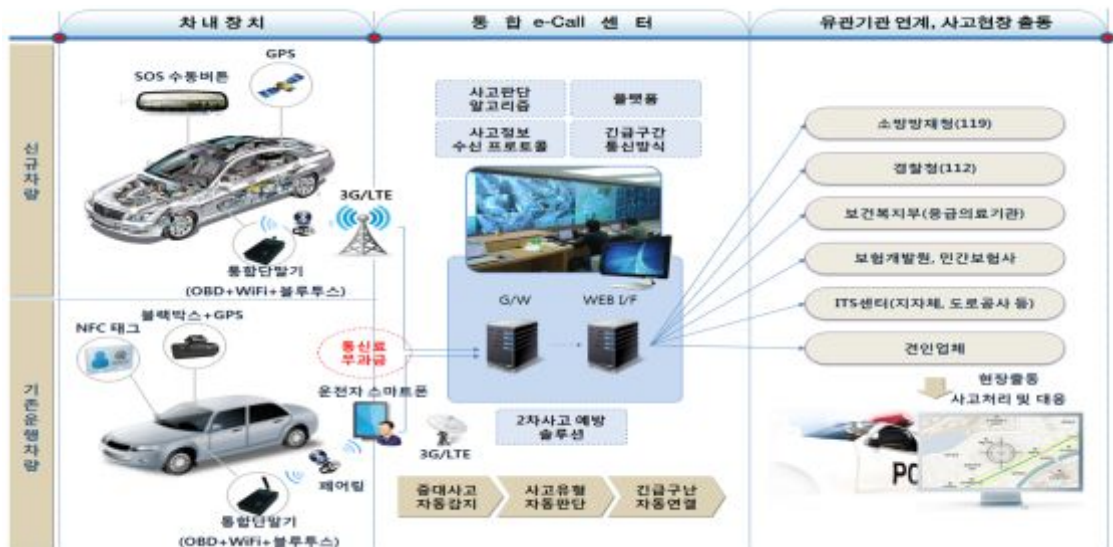 차내장치
통합 e-Call 센터
유관기관 연계, 사고현장 출동
신규차량
SOS 수동버튼
GPS
3G/LTE
통합단말기
(OBD+WiFi+블루투스)
사고판단
알고리즘
플랫폼
사고정보
수신 프로토콜
긴급구간
통신방식
G/W
WEB I/F
소방방재청(119)
경찰청(112)
보건복지부(응급의료기관)
보험개발원, 민간보험사
ITS센터(지자체, 도로공사 등)
견인업체
현장출동
사고처리 및 대응
기존운행차량
NFC 태그
블랙박스+GPS
통신료
무과금
운전자 스마트폰
3G/LTE
페어링
통합단말기
(OBD+WiFi+블루투스)
2차사고 예방
솔루션
중대사고
자동감지
사고유형
자동판단
긴급구난
자동연결
PO